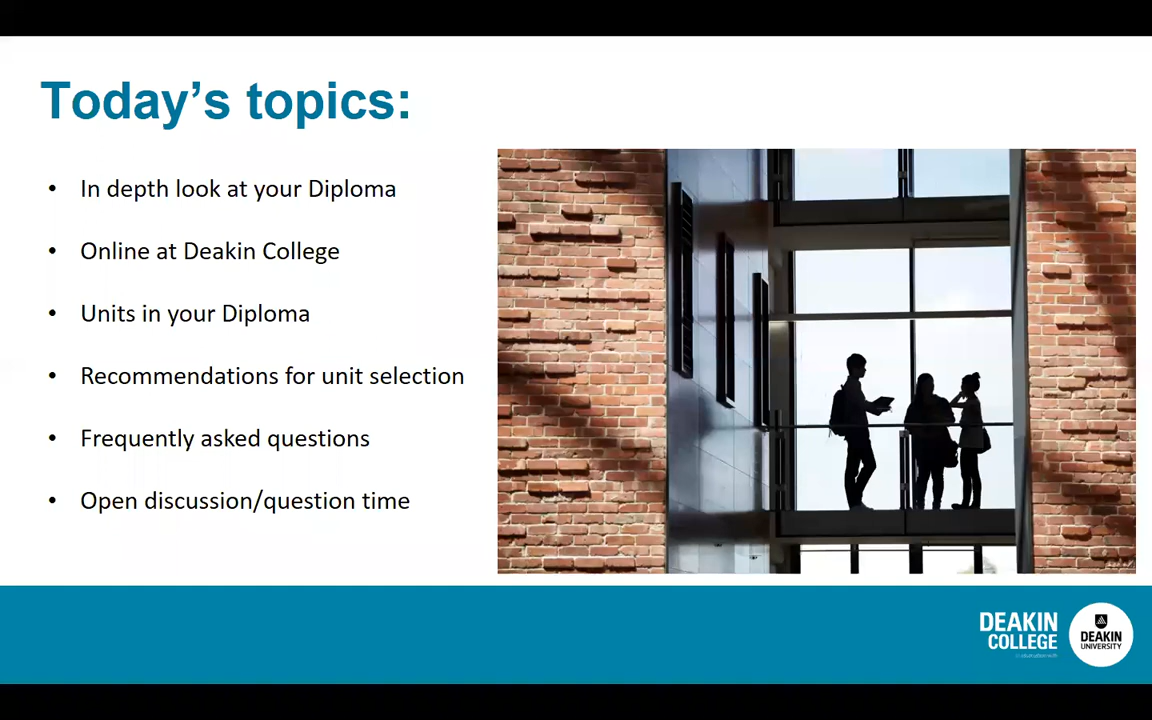 Today's topics:
• In depth look at your Diploma
• Online at Deakin College
• Units in your Diploma
• Recommendations for unit selection
• Frequently asked questions
• Open discussion/question time
DEAKIN
COLLEGE
DEAKIN
UNIVERSITY